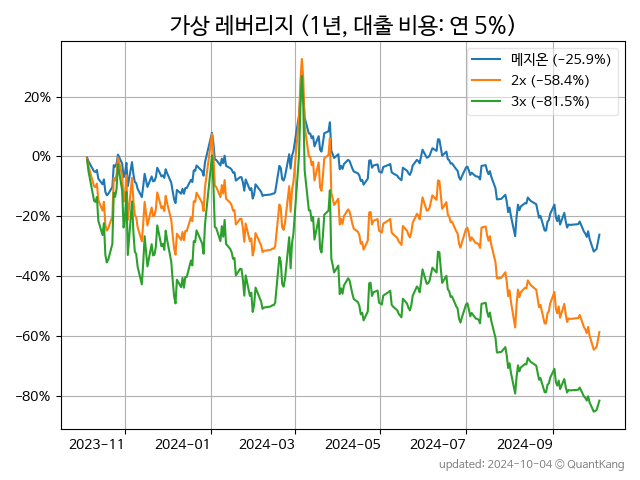 가상 레버리지 (1년, 대출 비용: 연 5%)
메지온 (−25.9%)
2x (−58.4%)
3x (−81.5%)
20%
0%
−20%
−40%
−60%
−80%
2023-11
2024-01
2024-03
2024-05
2024-07
2024-09
updated: 2024-10-04 © QuantKang